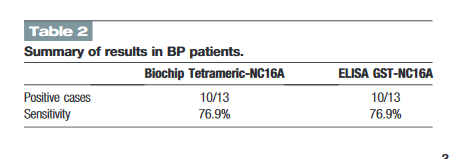 Table 2
Summary of results in BP patients.
Biochip Tetrameric-NC16A ELISA GST-NC16A
Positive cases 10/13 10/13
Sensitivity 76.9% 76.9%